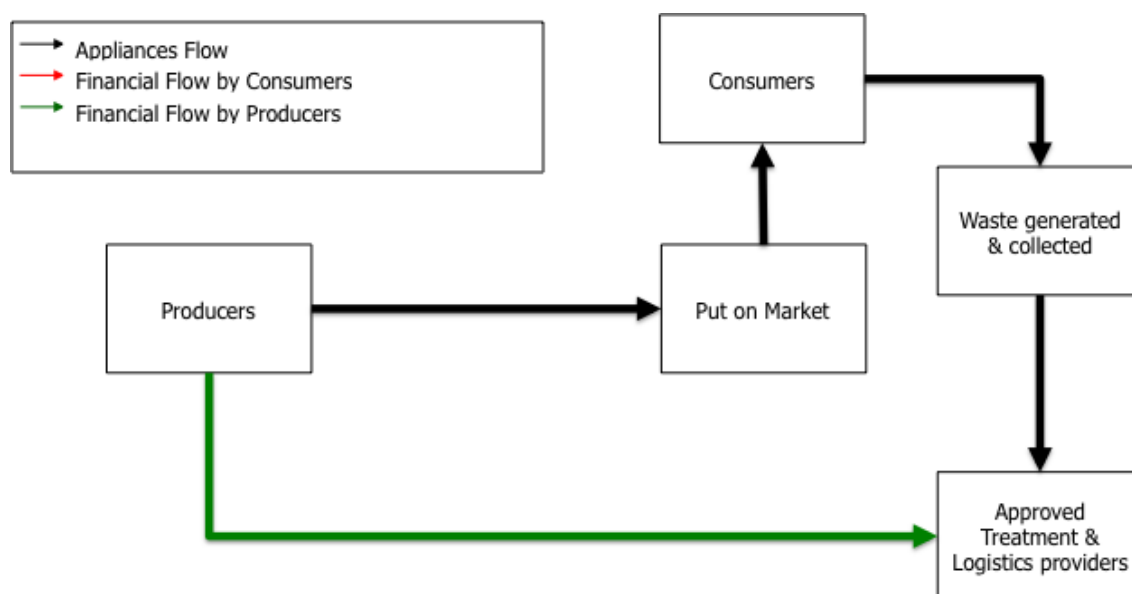 Appliances Flow
Financial Flow by Consumers
Financial Flow by Producers
Consumers
Waste generated
& collected
Producers
Put on Market
Approved
Treatment &
Logistics providers